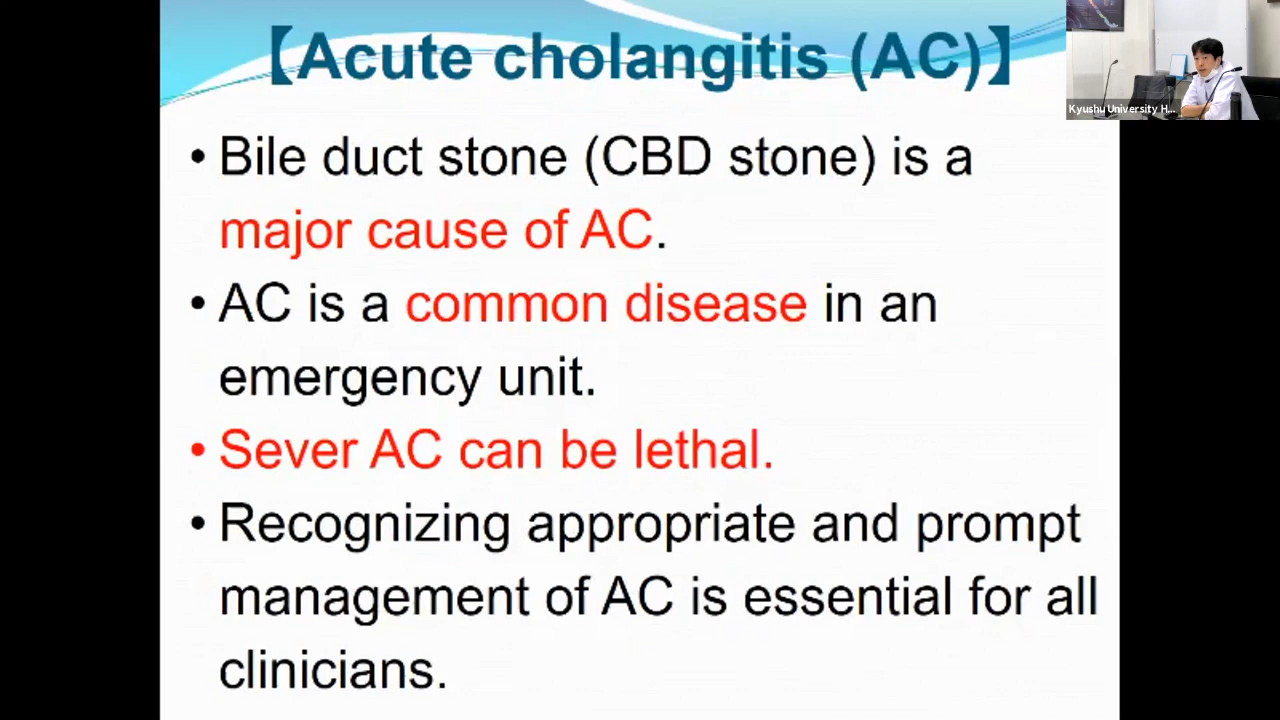 【Acute cholangitis (AC)】
Kyushu University H...
• Bile duct stone (CBD stone) is a
major cause of AC.
• AC is a common disease in an
emergency unit.
• Sever AC can be lethal.
• Recognizing appropriate and prompt
management of AC is essential for all
clinicians.